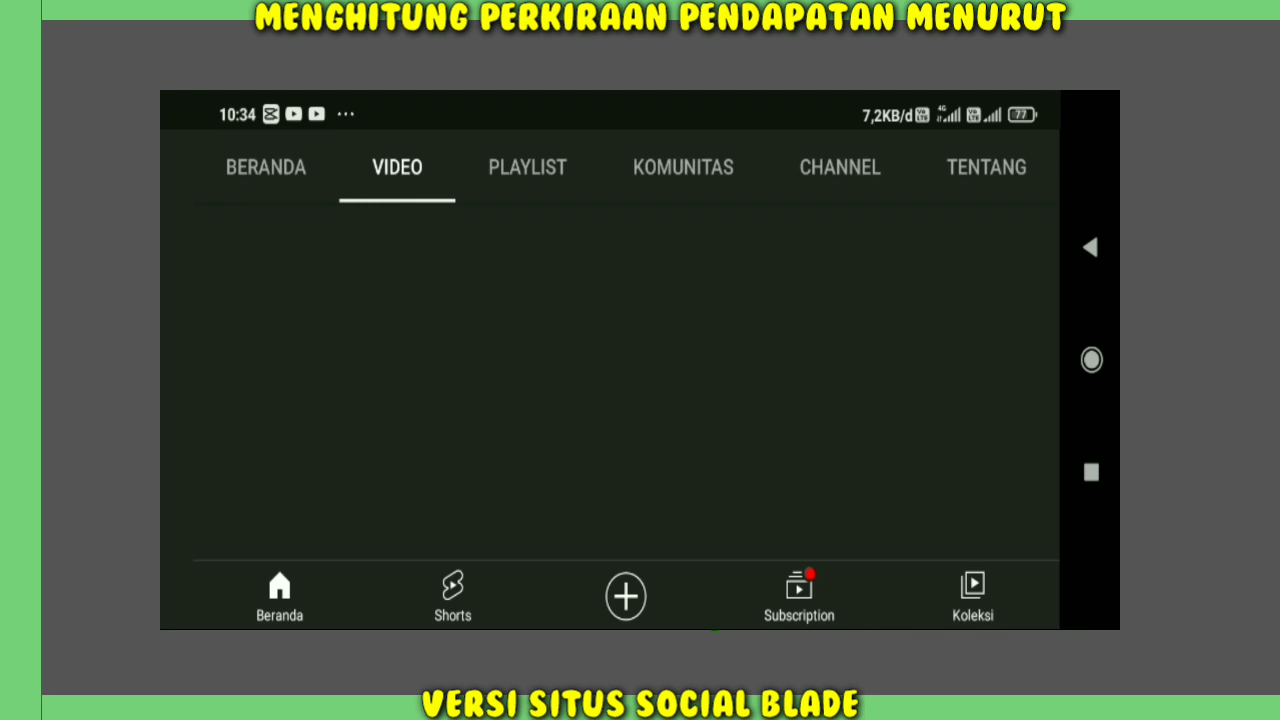 MENGHITUNG PERKIRAAN PENDAPATAN MENURUT
10:34 7,2KB/d 4G 77
BERANDA VIDEO PLAYLIST KOMUNITAS CHANNEL TENTANG
Beranda Shorts Subscription Koleksi
VERSI SITUS SOCIAL BLADE